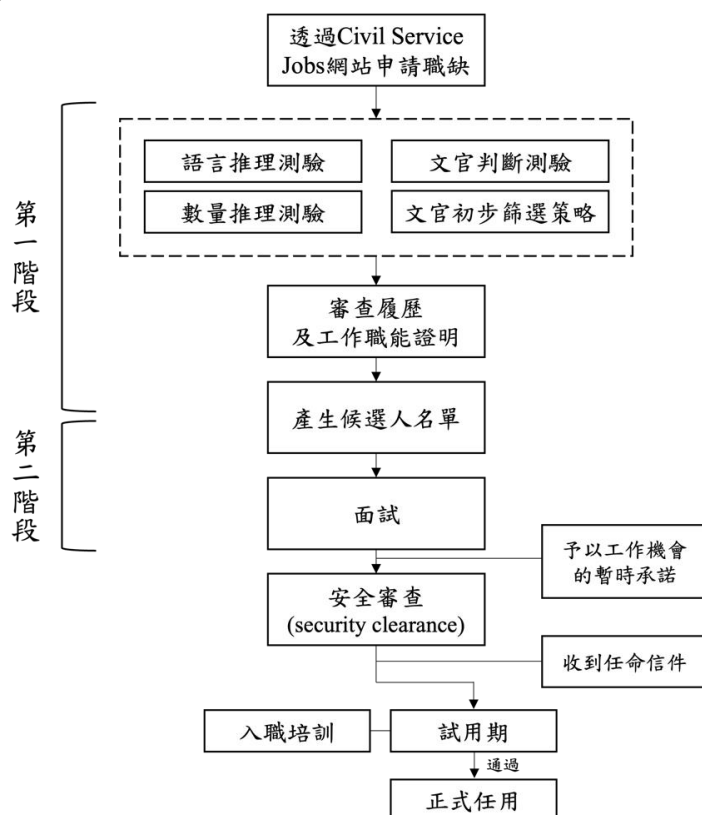 透過Civil Service
Jobs網站申請職缺
第一階段
語言推理測驗
文官判斷測驗
數量推理測驗
文官初步篩選策略
審查履歷
及工作職能證明
產生候選人名單
第二階段
面試
予以工作機會
的暫時承諾
安全審查
(security clearance)
收到任命信件
入職培訓
試用期
通過
正式任用